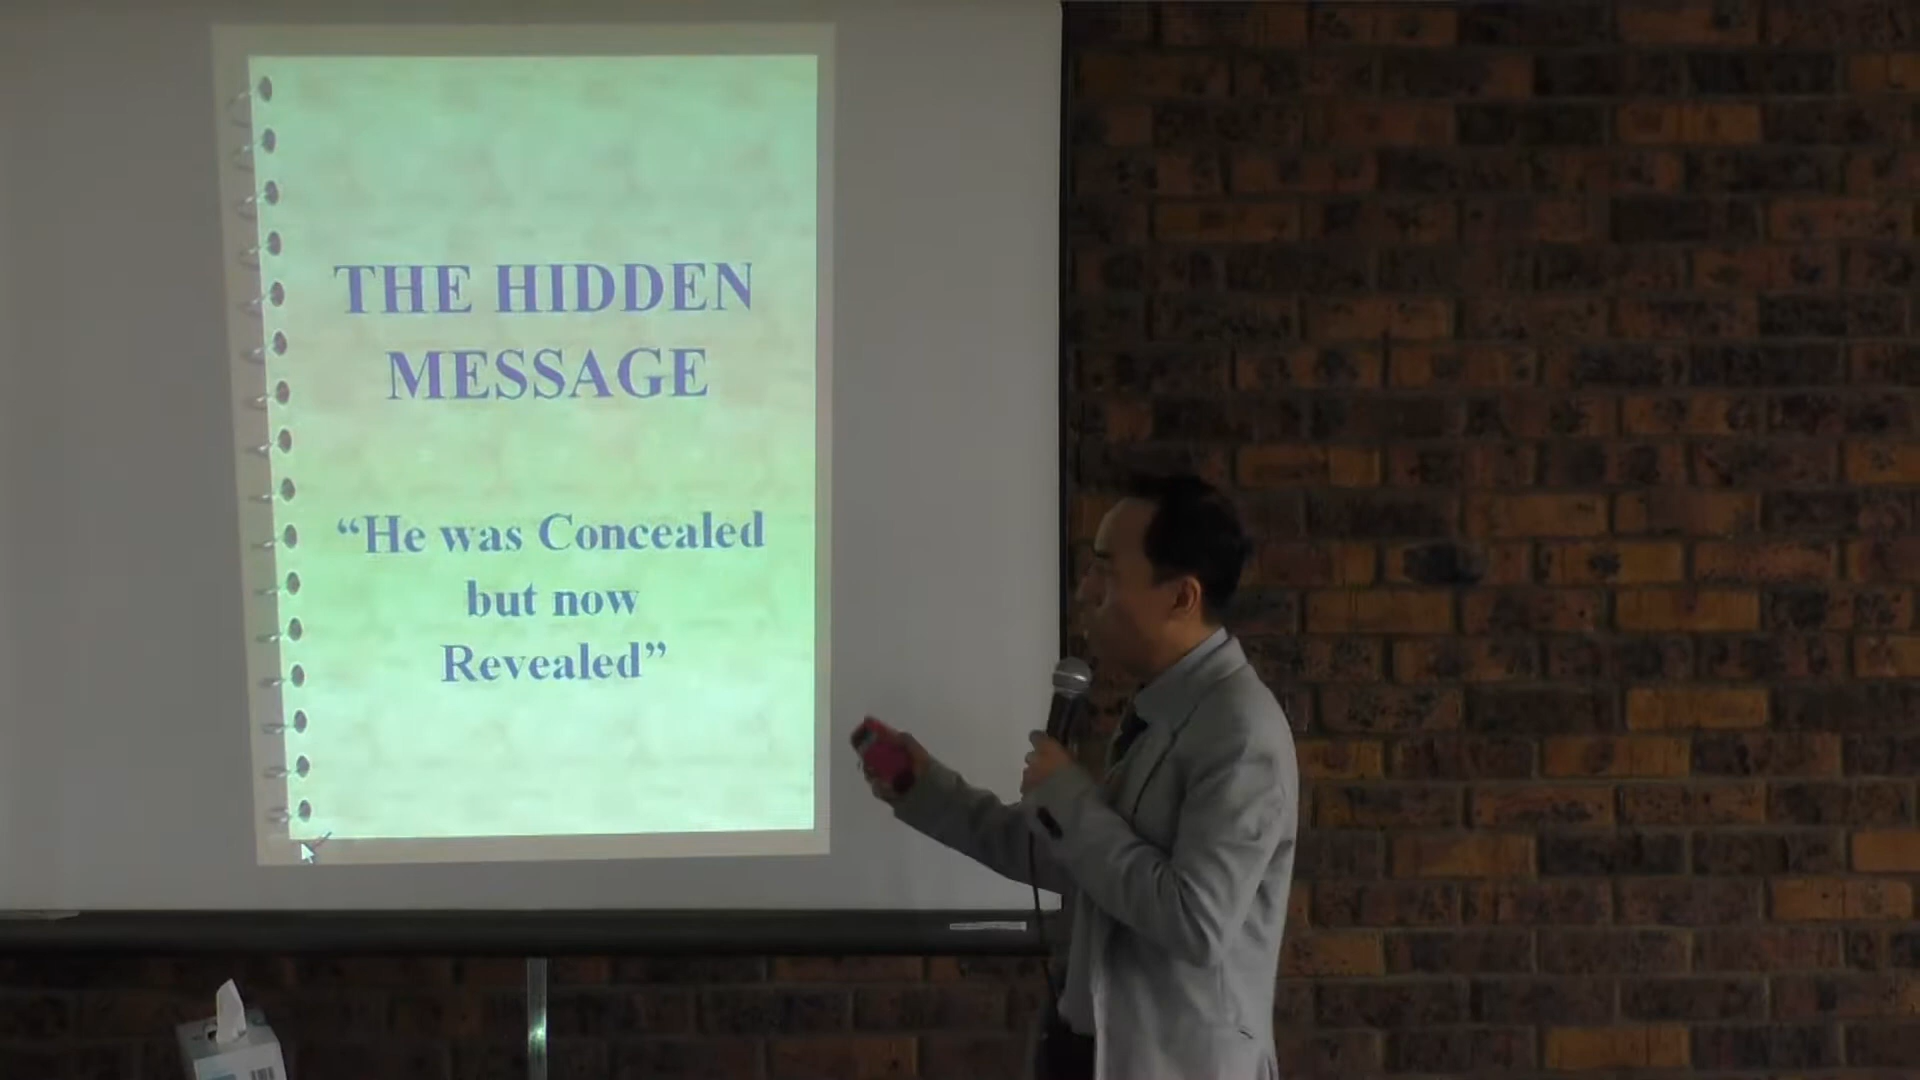 THE HIDDEN
MESSAGE
“He was Concealed
but now
Revealed”